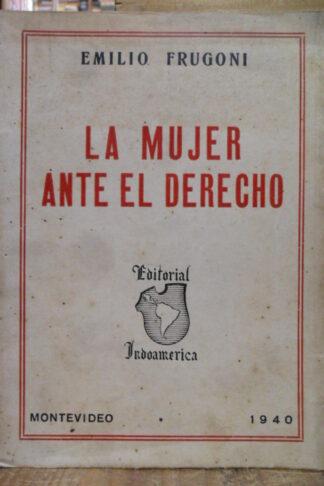 EMILIO FRUGONI
LA MUJER
ANTE EL DERECHO
Editorial
Indoamerica
MONTEVIDEO • 1940